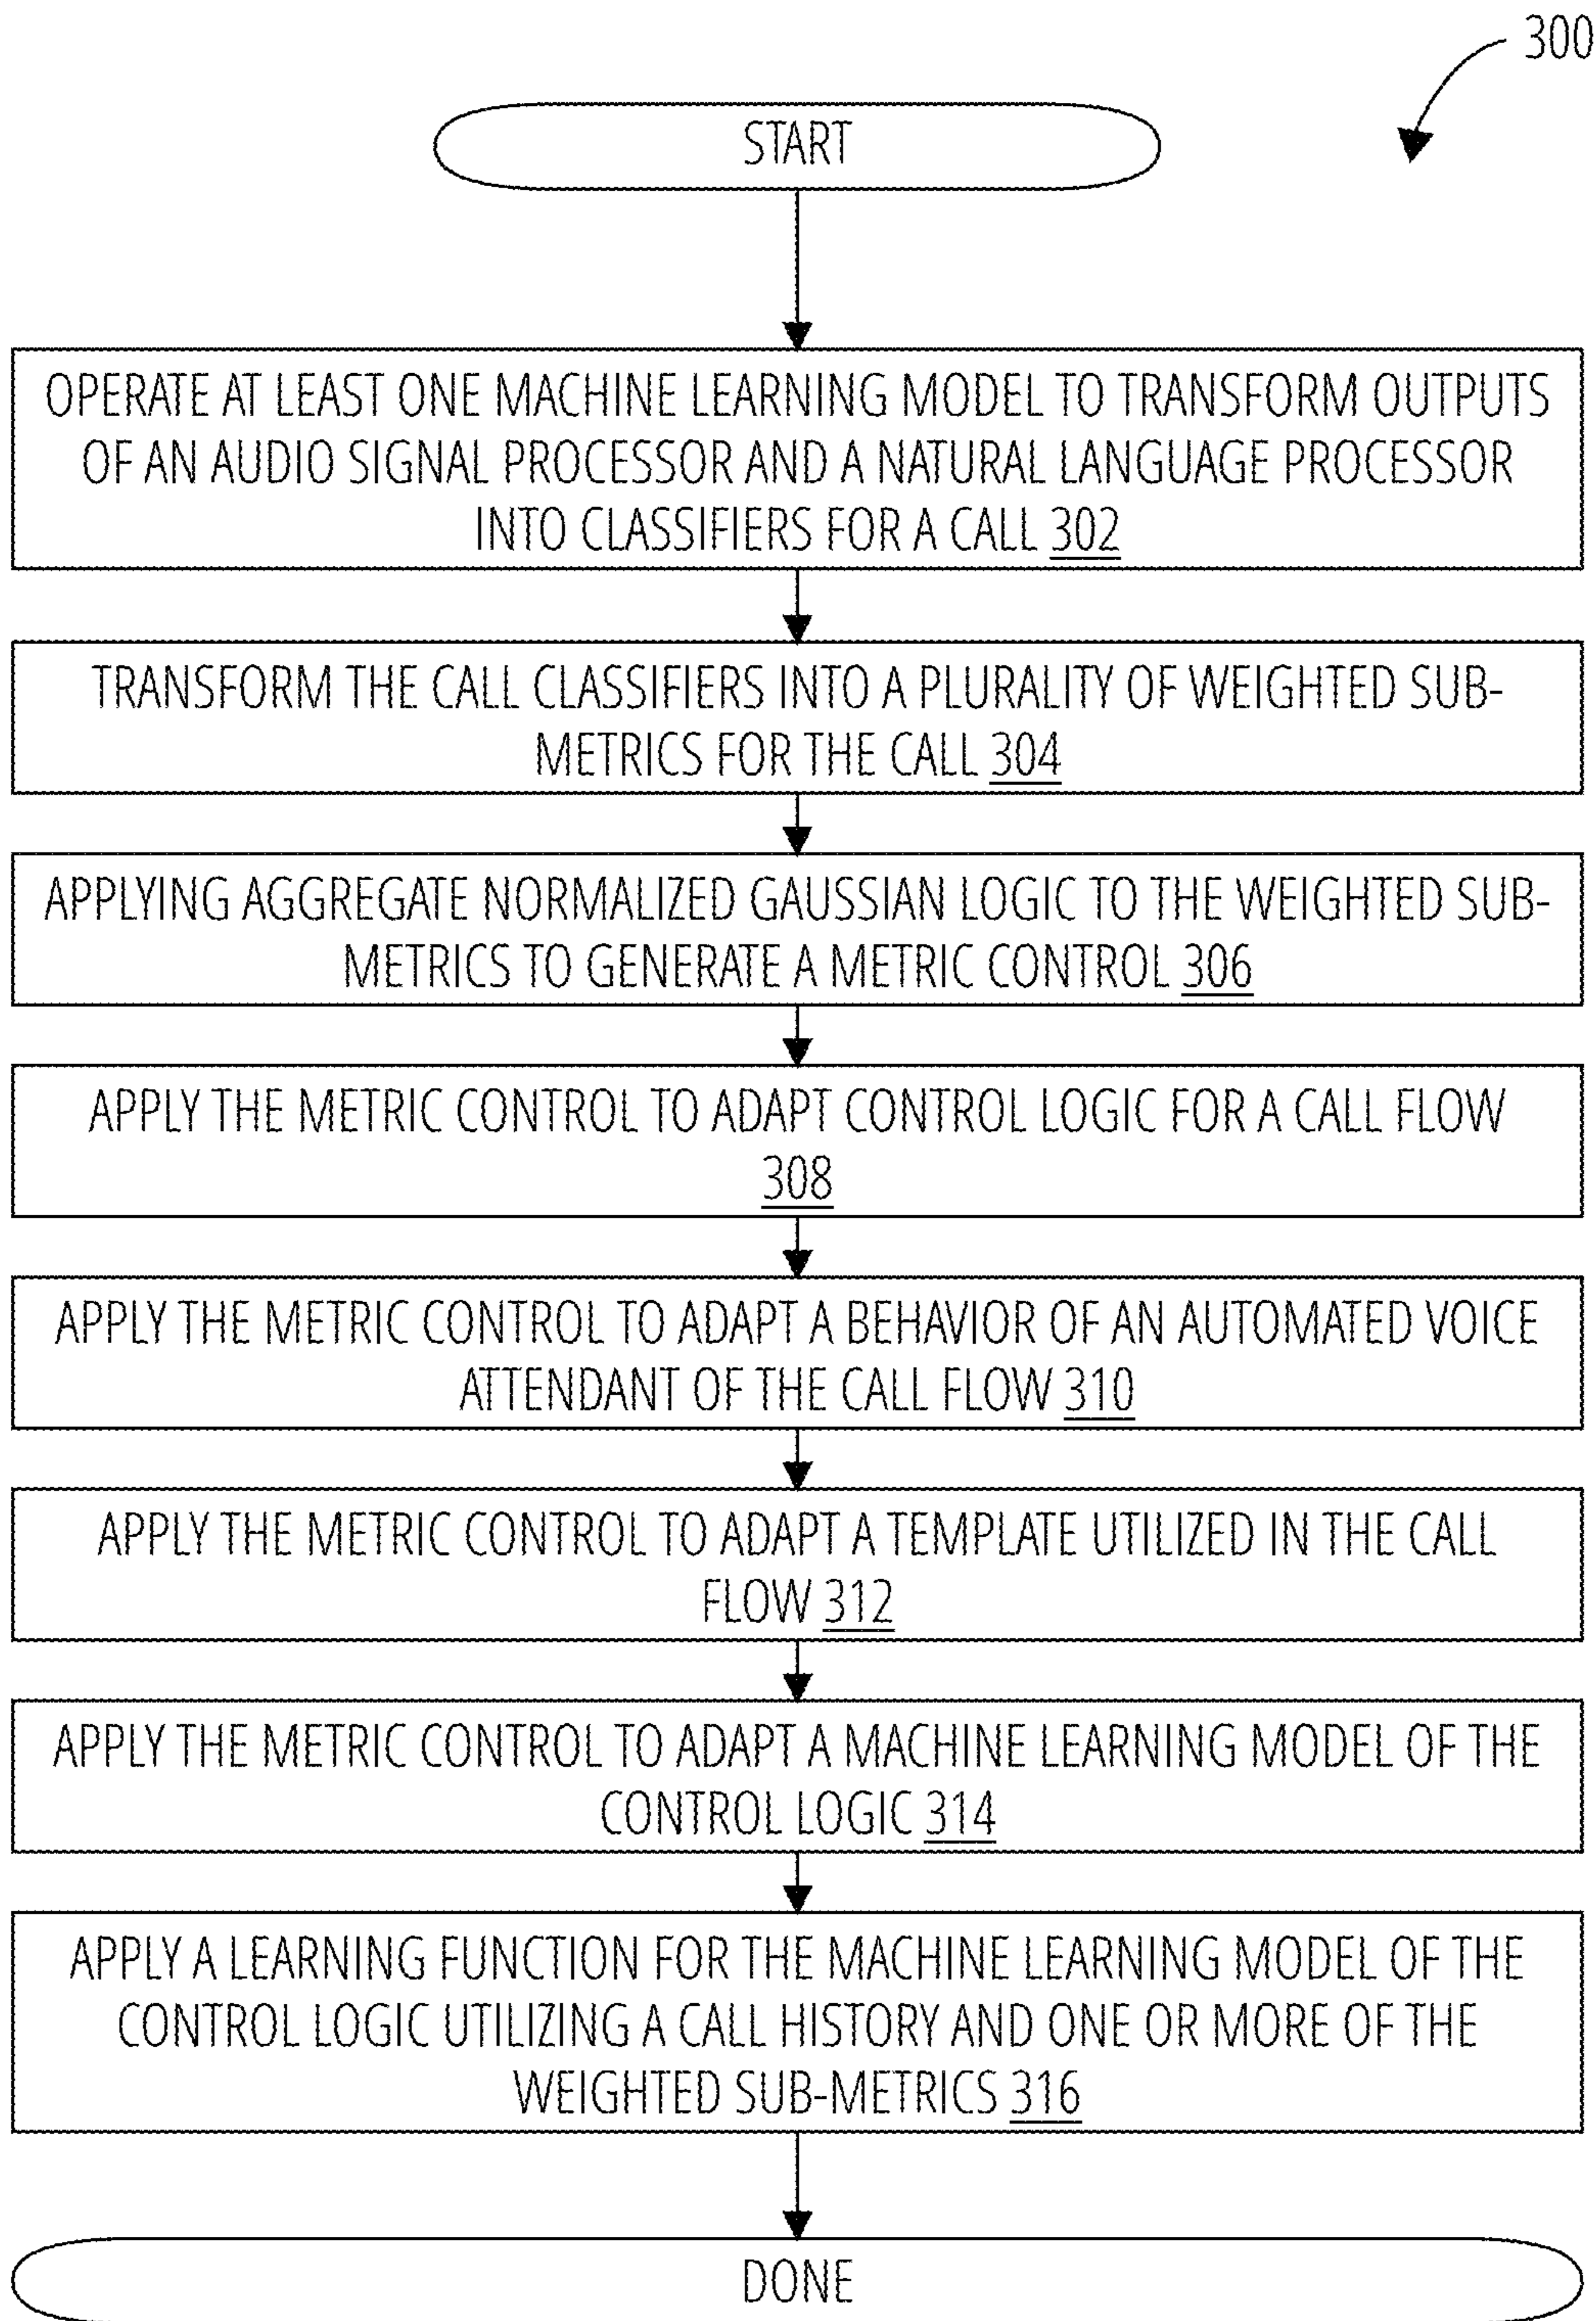 300
START
OPERATE AT LEAST ONE MACHINE LEARNING MODEL TO TRANSFORM OUTPUTS
OF AN AUDIO SIGNAL PROCESSOR AND A NATURAL LANGUAGE PROCESSOR
INTO CLASSIFIERS FOR A CALL 302
TRANSFORM THE CALL CLASSIFIERS INTO A PLURALITY OF WEIGHTED SUB-
METRICS FOR THE CALL 304
APPLYING AGGREGATE NORMALIZED GAUSSIAN LOGIC TO THE WEIGHTED SUB-
METRICS TO GENERATE A METRIC CONTROL 306
APPLY THE METRIC CONTROL TO ADAPT CONTROL LOGIC FOR A CALL FLOW
308
APPLY THE METRIC CONTROL TO ADAPT A BEHAVIOR OF AN AUTOMATED VOICE
ATTENDANT OF THE CALL FLOW 310
APPLY THE METRIC CONTROL TO ADAPT A TEMPLATE UTILIZED IN THE CALL
FLOW 312
APPLY THE METRIC CONTROL TO ADAPT A MACHINE LEARNING MODEL OF THE
CONTROL LOGIC 314
APPLY A LEARNING FUNCTION FOR THE MACHINE LEARNING MODEL OF THE
CONTROL LOGIC UTILIZING A CALL HISTORY AND ONE OR MORE OF THE
WEIGHTED SUB-METRICS 316
DONE